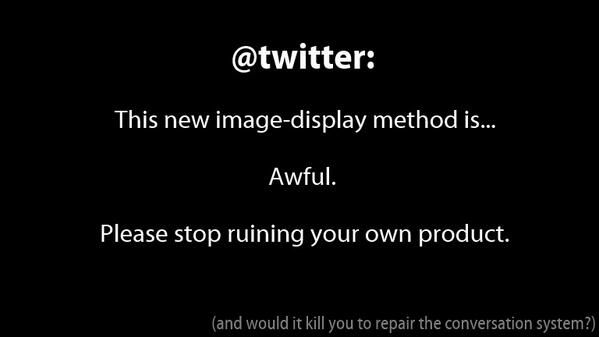 @twitter:
This new image-display method is...
Awful.
Please stop ruining your own product.
(and would it kill you to repair the conversation system?)